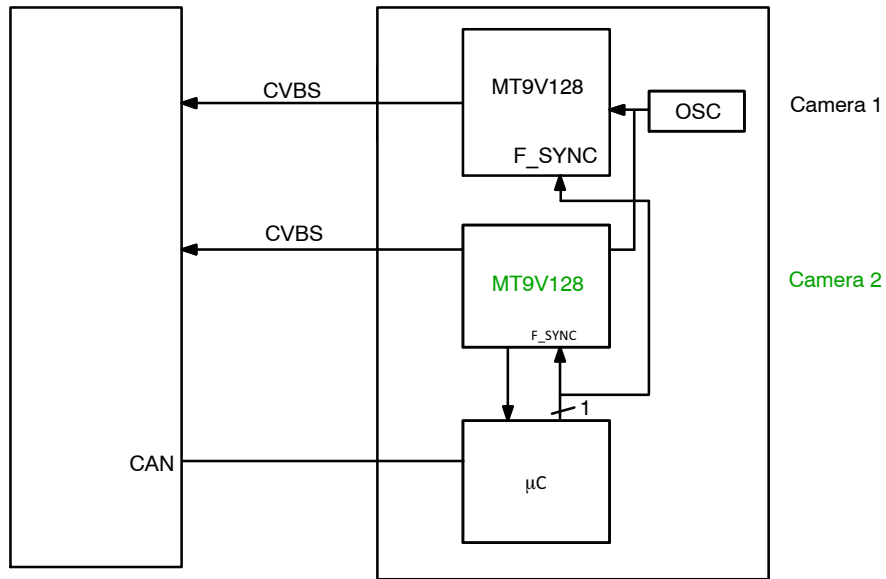 CVBS
MT9V128
OSC
Camera 1
F_SYNC
CVBS
MT9V128
Camera 2
F_SYNC
1
CAN
μC